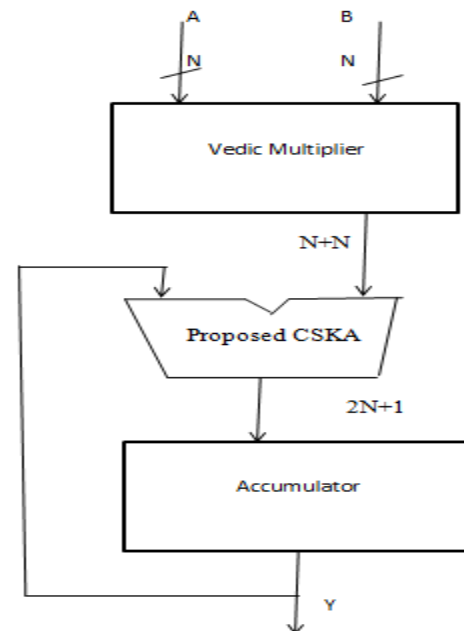 A B
N N
Vedic Multiplier
N+N
Proposed CSKA
2N+1
Accumulator
Y